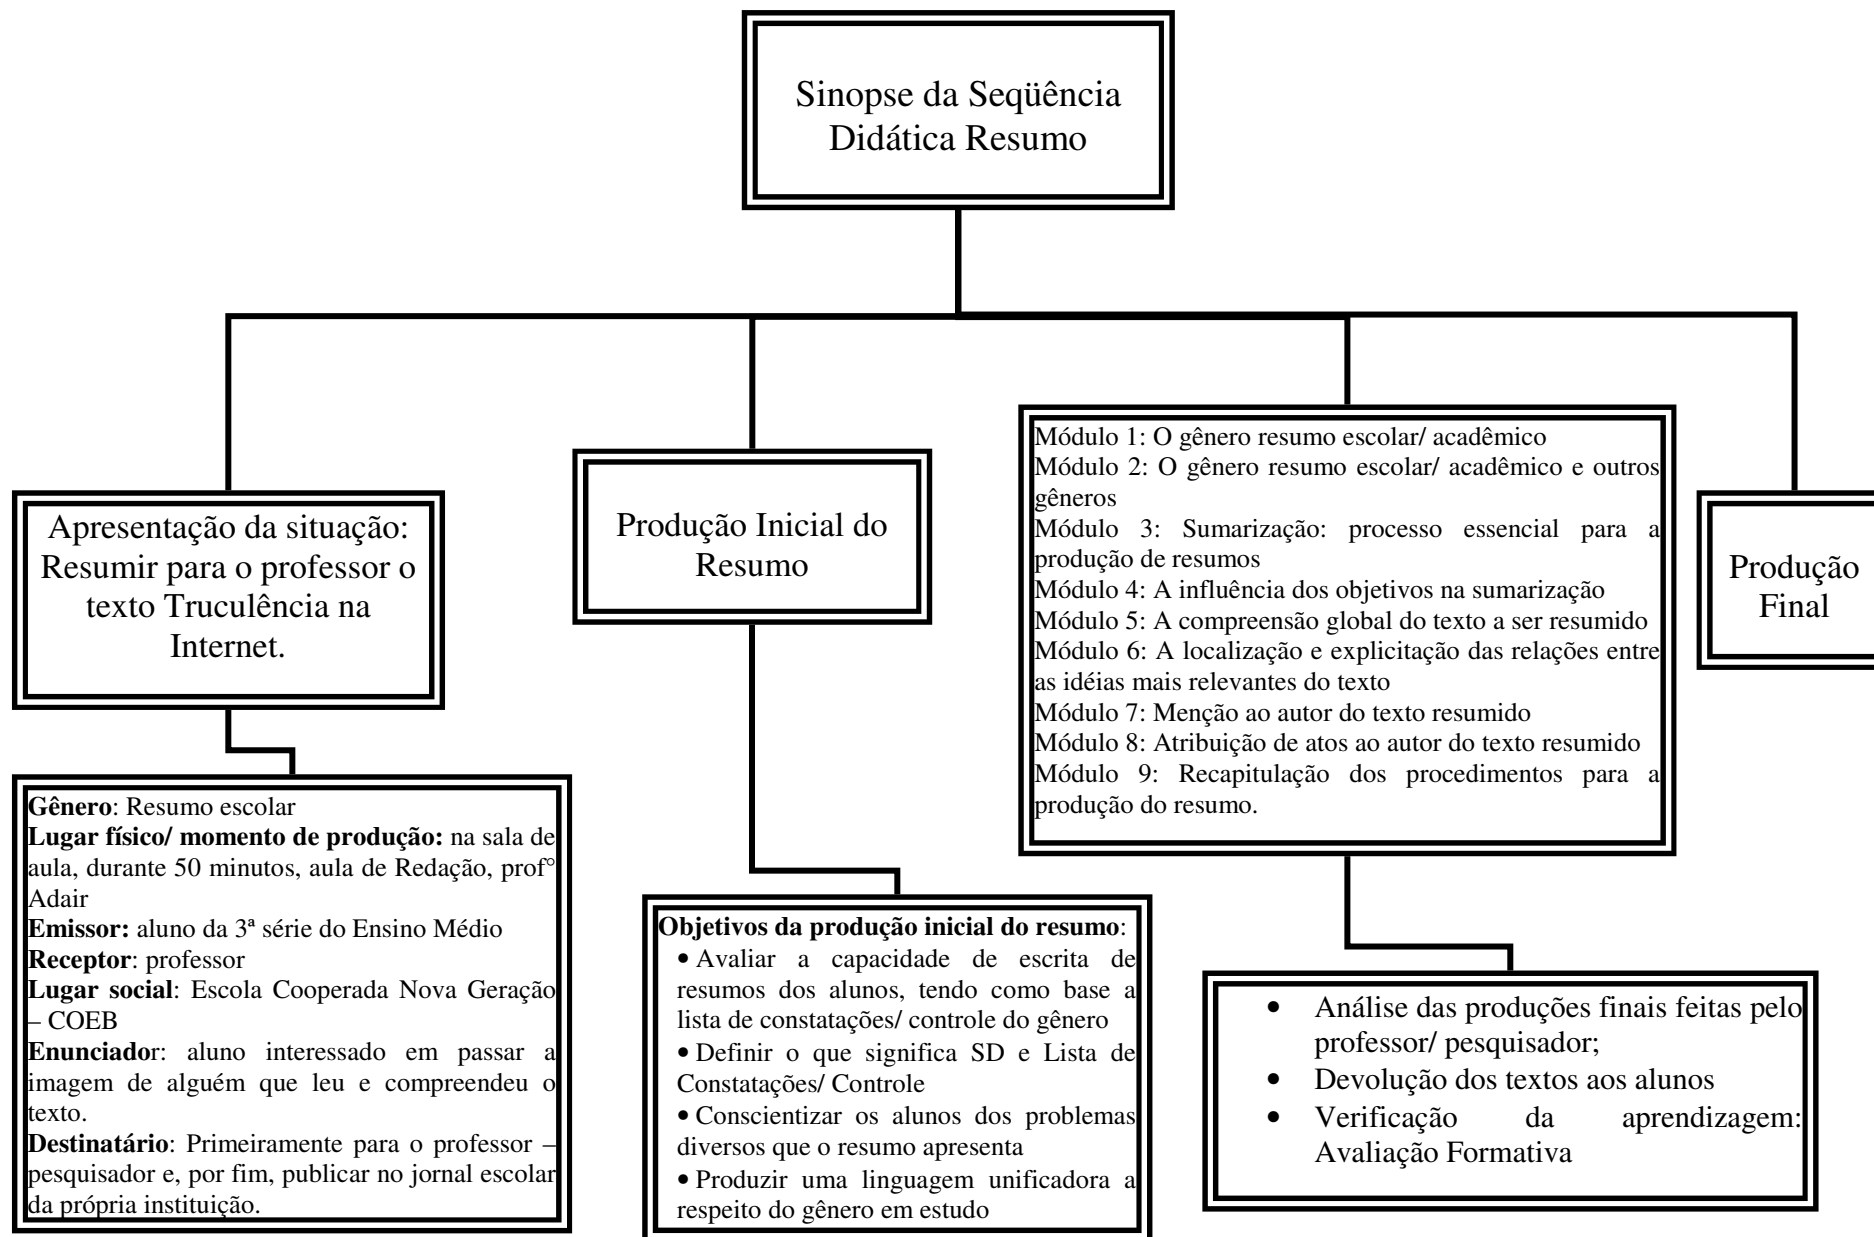 Sinopse da Seqüência
Didática Resumo
Apresentação da situação:
Resumir para o professor o
texto Truculência na
Internet.
Produção Inicial do
Resumo
Módulo 1: O gênero resumo escolar/ acadêmico
Módulo 2: O gênero resumo escolar/ acadêmico e outros
gêneros
Módulo 3: Sumarização: processo essencial para a
produção de resumos
Módulo 4: A influência dos objetivos na sumarização
Módulo 5: A compreensão global do texto a ser resumido
Módulo 6: A localização e explicitação das relações entre
as idéias mais relevantes do texto
Módulo 7: Menção ao autor do texto resumido
Módulo 8: Atribuição de atos ao autor do texto resumido
Módulo 9: Recapitulação dos procedimentos para a
produção do resumo.
Produção
Final
Gênero: Resumo escolar
Lugar físico/ momento de produção: na sala de
aula, durante 50 minutos, aula de Redação, prof°
Adair
Emissor: aluno da 3ª série do Ensino Médio
Receptor: professor
Lugar social: Escola Cooperada Nova Geração
– COEB
Enunciador: aluno interessado em passar a
imagem de alguém que leu e compreendeu o
texto.
Destinatário: Primeiramente para o professor –
pesquisador e, por fim, publicar no jornal escolar
da própria instituição.
Objetivos da produção inicial do resumo:
• Avaliar a capacidade de escrita de
resumos dos alunos, tendo como base a
lista de constatações/ controle do gênero
• Definir o que significa SD e Lista de
Constatações/ Controle
• Conscientizar os alunos dos problemas
diversos que o resumo apresenta
• Produzir uma linguagem unificadora a
respeito do gênero em estudo
• Análise das produções finais feitas pelo
professor/ pesquisador;
• Devolução dos textos aos alunos
• Verificação da aprendizagem:
Avaliação Formativa